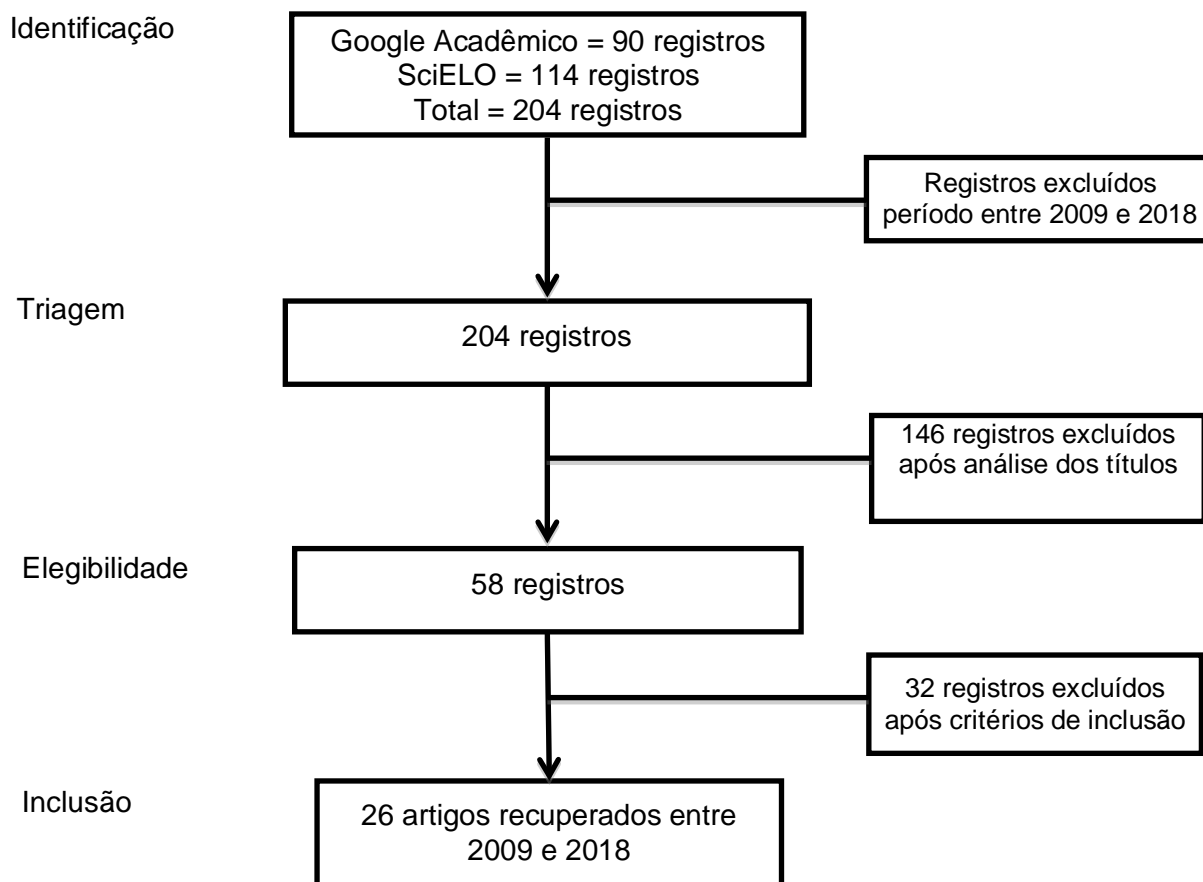 Identificação
Google Acadêmico = 90 registros
SciELO = 114 registros
Total = 204 registros
Registros excluídos
período entre 2009 e 2018
Triagem
204 registros
146 registros excluídos
após análise dos títulos
Elegibilidade
58 registros
32 registros excluídos
após critérios de inclusão
Inclusão
26 artigos recuperados entre
2009 e 2018